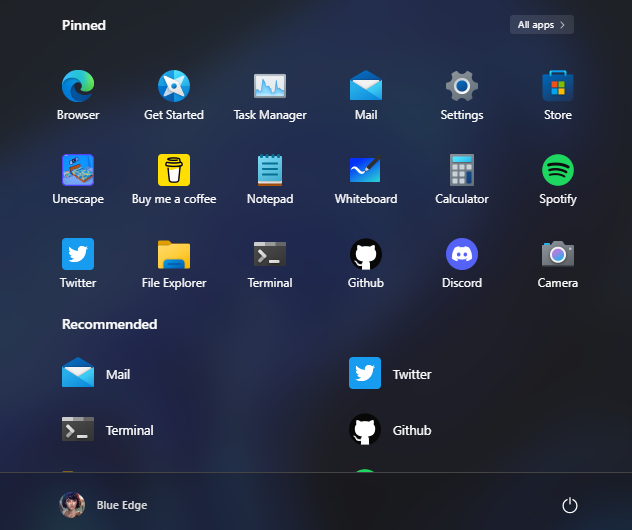 Pinned
All apps
Browser
Get Started
Task Manager
Mail
Settings
Store
Unescape
Buy me a coffee
Notepad
Whiteboard
Calculator
Spotify
Twitter
File Explorer
Terminal
Github
Discord
Camera
Recommended
Mail
Twitter
Terminal
Github
Blue Edge